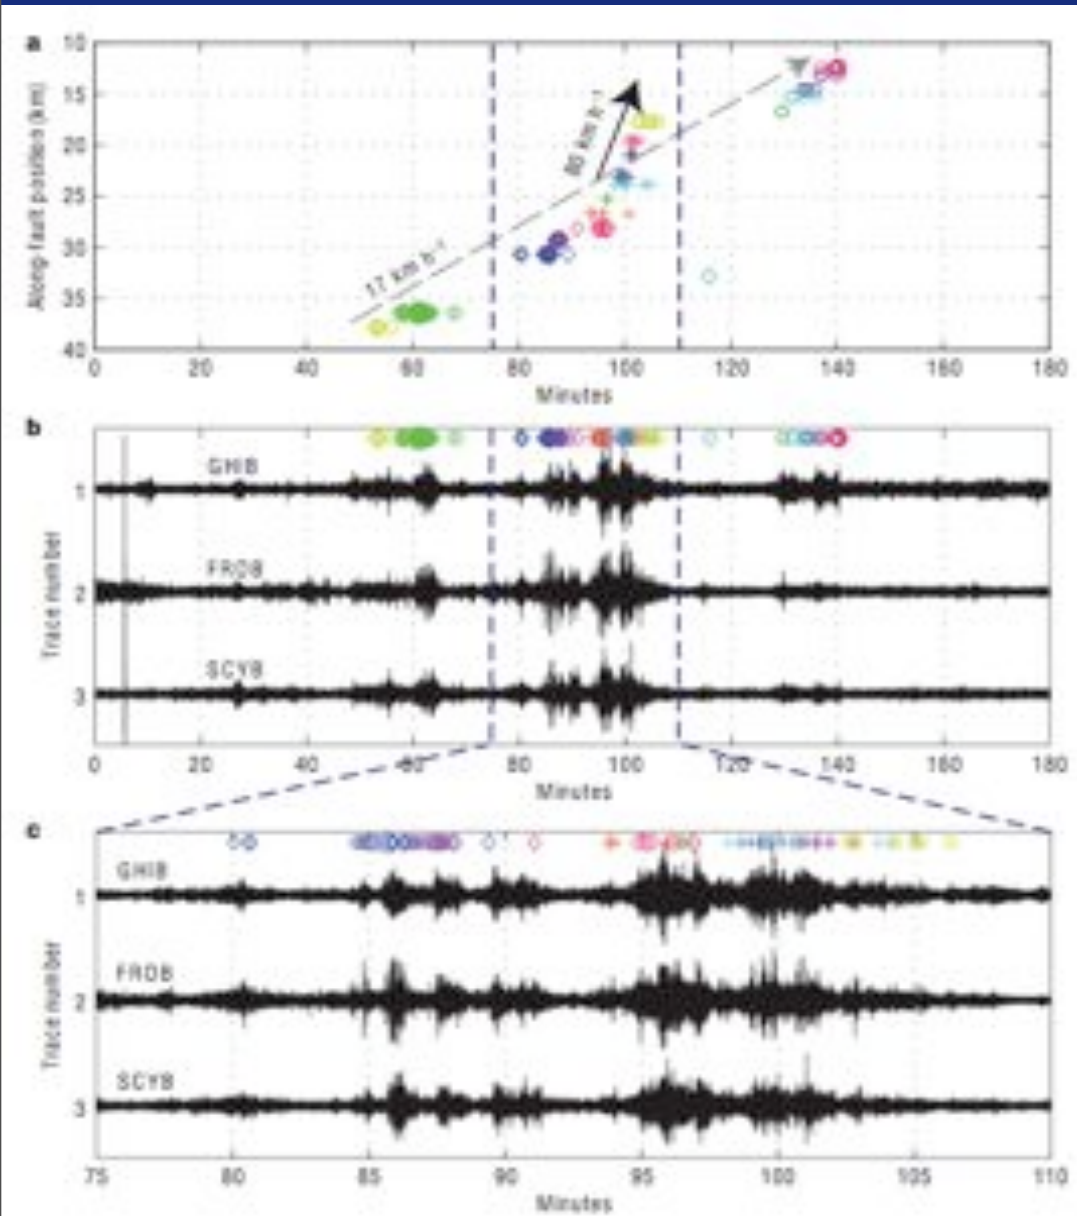 a
Along fault position (km)
10
15
20
25
30
35
40
17 km h⁻¹
80 km h⁻¹
0 20 40 60 80 100 120 140 160 180
Minutes
b
Trace number
GHIB
1
FROB
2
SCYB
3
0 20 40 60 80 100 120 140 160 180
Minutes
c
Trace number
GHIB
1
FROB
2
SCYB
3
75 80 85 90 95 100 105 110
Minutes